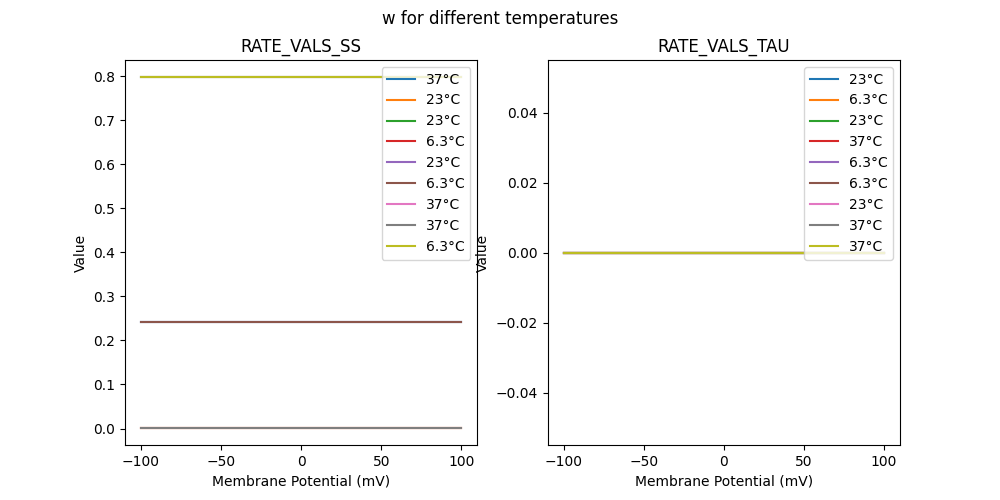 w for different temperatures
RATE_VALS_SS
Value
0.8
0.7
0.6
0.5
0.4
0.3
0.2
0.1
0.0
37°C
23°C
23°C
6.3°C
23°C
6.3°C
37°C
37°C
6.3°C
−100
−50
0
50
100
Membrane Potential (mV)
RATE_VALS_TAU
Value
0.04
0.02
0.00
−0.02
−0.04
23°C
6.3°C
23°C
37°C
6.3°C
6.3°C
23°C
37°C
37°C
−100
−50
0
50
100
Membrane Potential (mV)